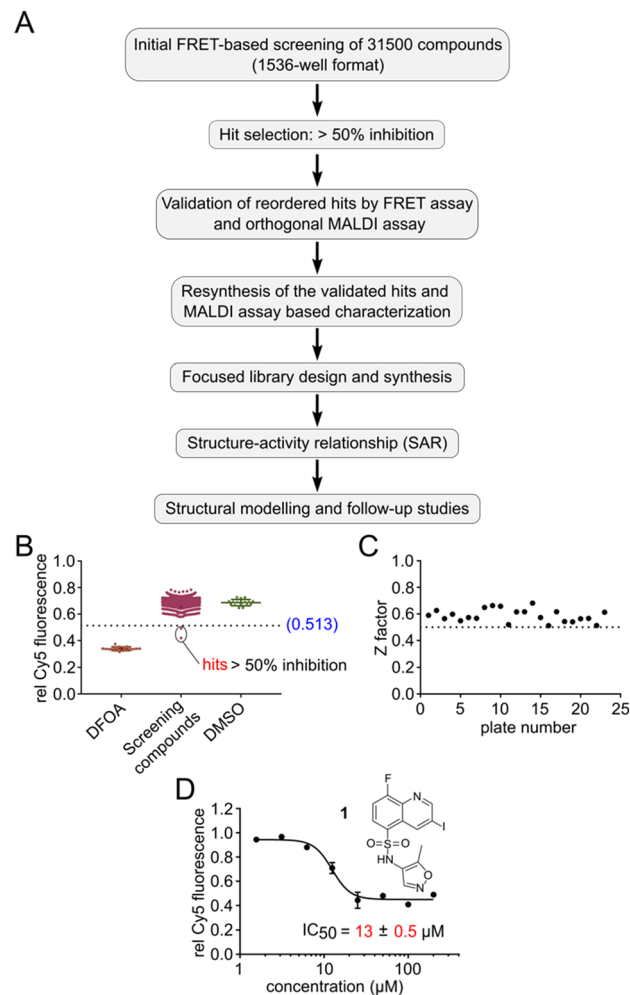 A
Initial FRET-based screening of 31500 compounds
(1536-well format)
Hit selection: > 50% inhibition
Validation of reordered hits by FRET assay
and orthogonal MALDI assay
Resynthesis of the validated hits and
MALDI assay based characterization
Focused library design and synthesis
Structure-activity relationship (SAR)
Structural modelling and follow-up studies
B
rel Cy5 fluorescence
1.0
0.8
0.6
0.4
0.2
0.0
(0.513)
hits > 50% inhibition
DFOA
Screening
compounds
DMSO
C
Z factor
1.0
0.8
0.6
0.4
0.2
0.0
0 5 10 15 20 25
plate number
D
rel Cy5 fluorescence
1.2
1.0
0.8
0.6
0.4
0.2
0.0
1 10 100
concentration (µM)
1
F
N
I
O=S=O
HN
O
N
IC50 = 13 ± 0.5 µM